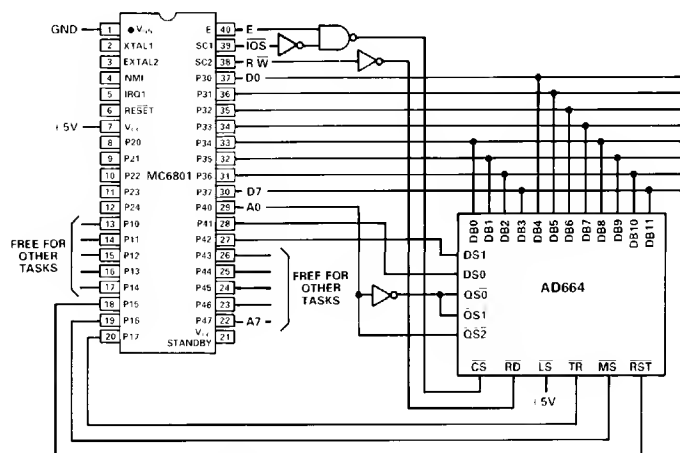 GND
+5V
FREE FOR
OTHER
TASKS
MC6801
1 VSS
2 XTAL1
3 EXTAL2
4 NMI
5 IRQ1
6 RESET
7 VCC
8 P20
9 P21
10 P22
11 P23
12 P24
13 P10
14 P11
15 P12
16 P13
17 P14
18 P15
19 P16
20 P17
E 40 E
SC1 39 IOS
SC2 38 R W
P30 37 D0
P31 36
P32 35
P33 34
P34 33
P35 32
P36 31
P37 30 D7
P40 29 A0
P41 28
P42 27
P43 26
P44 25
P45 24
P46 23
P47 22 A7
VCC
STANDBY 21
FREF FOR
OTHER
TASKS
DB0 DB1 DB2 DB3 DB4 DB5 DB6 DB7 DB8 DB9 DB10 DB11
DS1
DS0
QS0
QS1
QS2
AD664
CS RD LS TR MS RST
+5V